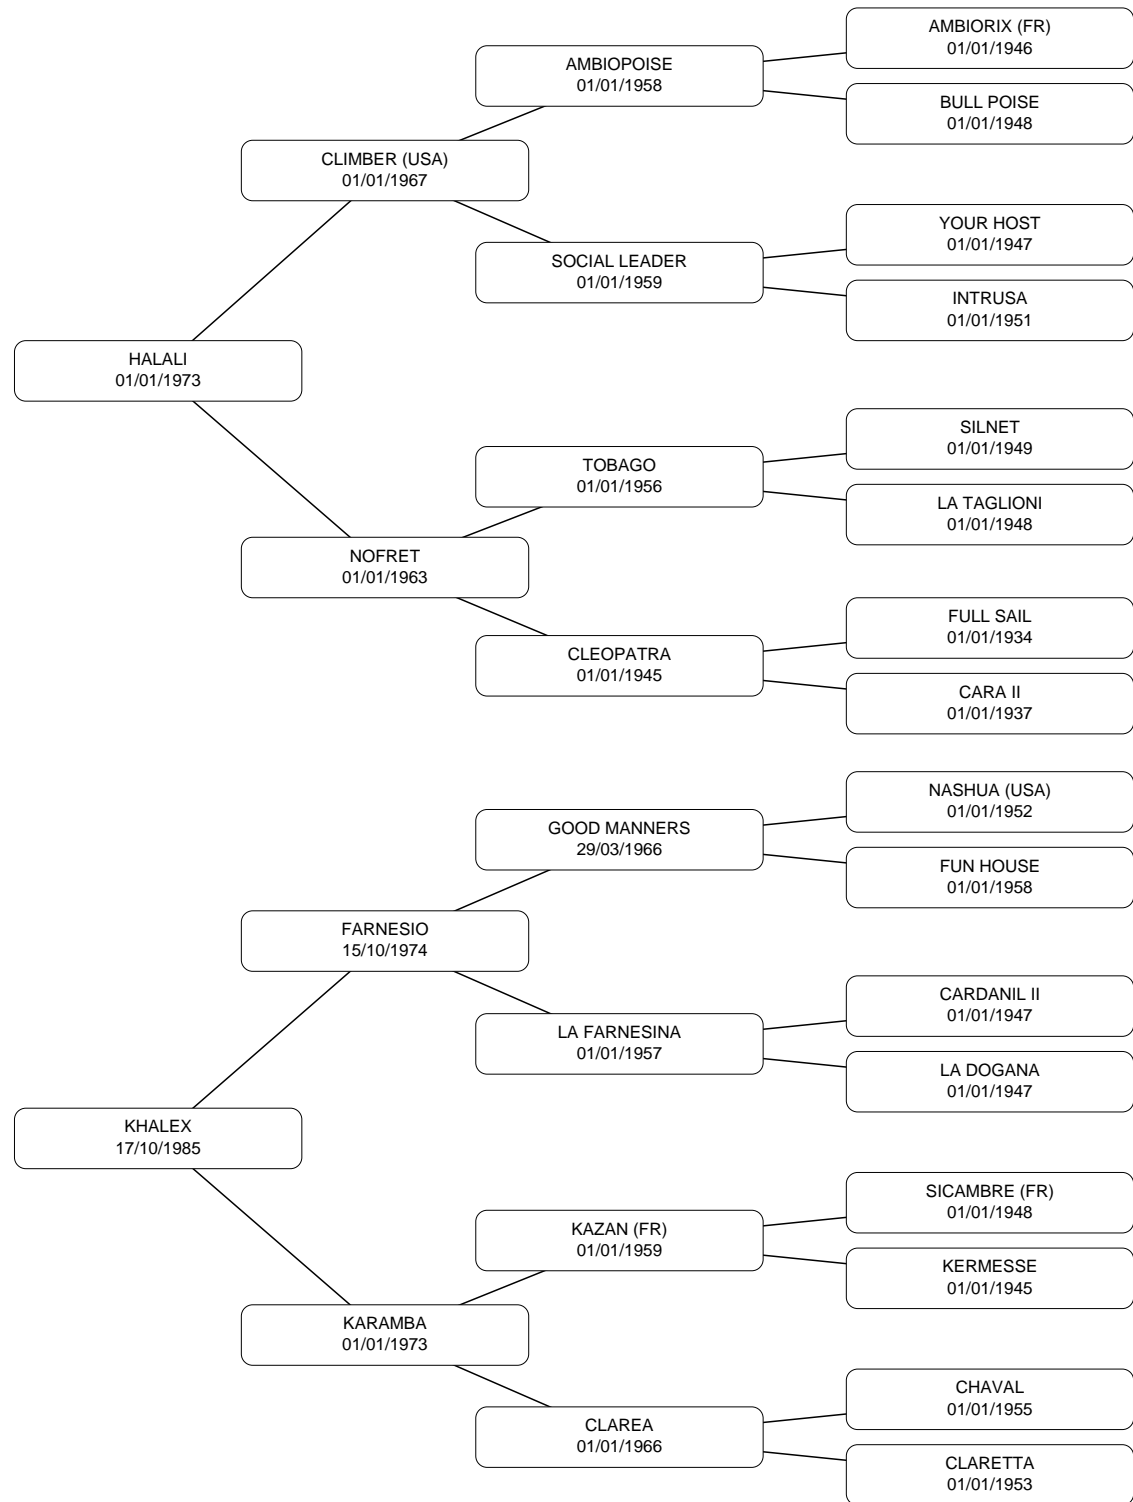 AMBIORIX (FR)
01/01/1946
AMBIOPOISE
01/01/1958
BULL POISE
01/01/1948
CLIMBER (USA)
01/01/1967
YOUR HOST
01/01/1947
SOCIAL LEADER
01/01/1959
INTRUSA
01/01/1951
HALALI
01/01/1973
SILNET
01/01/1949
TOBAGO
01/01/1956
LA TAGLIONI
01/01/1948
NOFRET
01/01/1963
FULL SAIL
01/01/1934
CLEOPATRA
01/01/1945
CARA II
01/01/1937
NASHUA (USA)
01/01/1952
GOOD MANNERS
29/03/1966
FUN HOUSE
01/01/1958
FARNESIO
15/10/1974
CARDANIL II
01/01/1947
LA FARNESINA
01/01/1957
LA DOGANA
01/01/1947
KHALEX
17/10/1985
SICAMBRE (FR)
01/01/1948
KAZAN (FR)
01/01/1959
KERMESSE
01/01/1945
KARAMBA
01/01/1973
CHAVAL
01/01/1955
CLAREA
01/01/1966
CLARETTA
01/01/1953